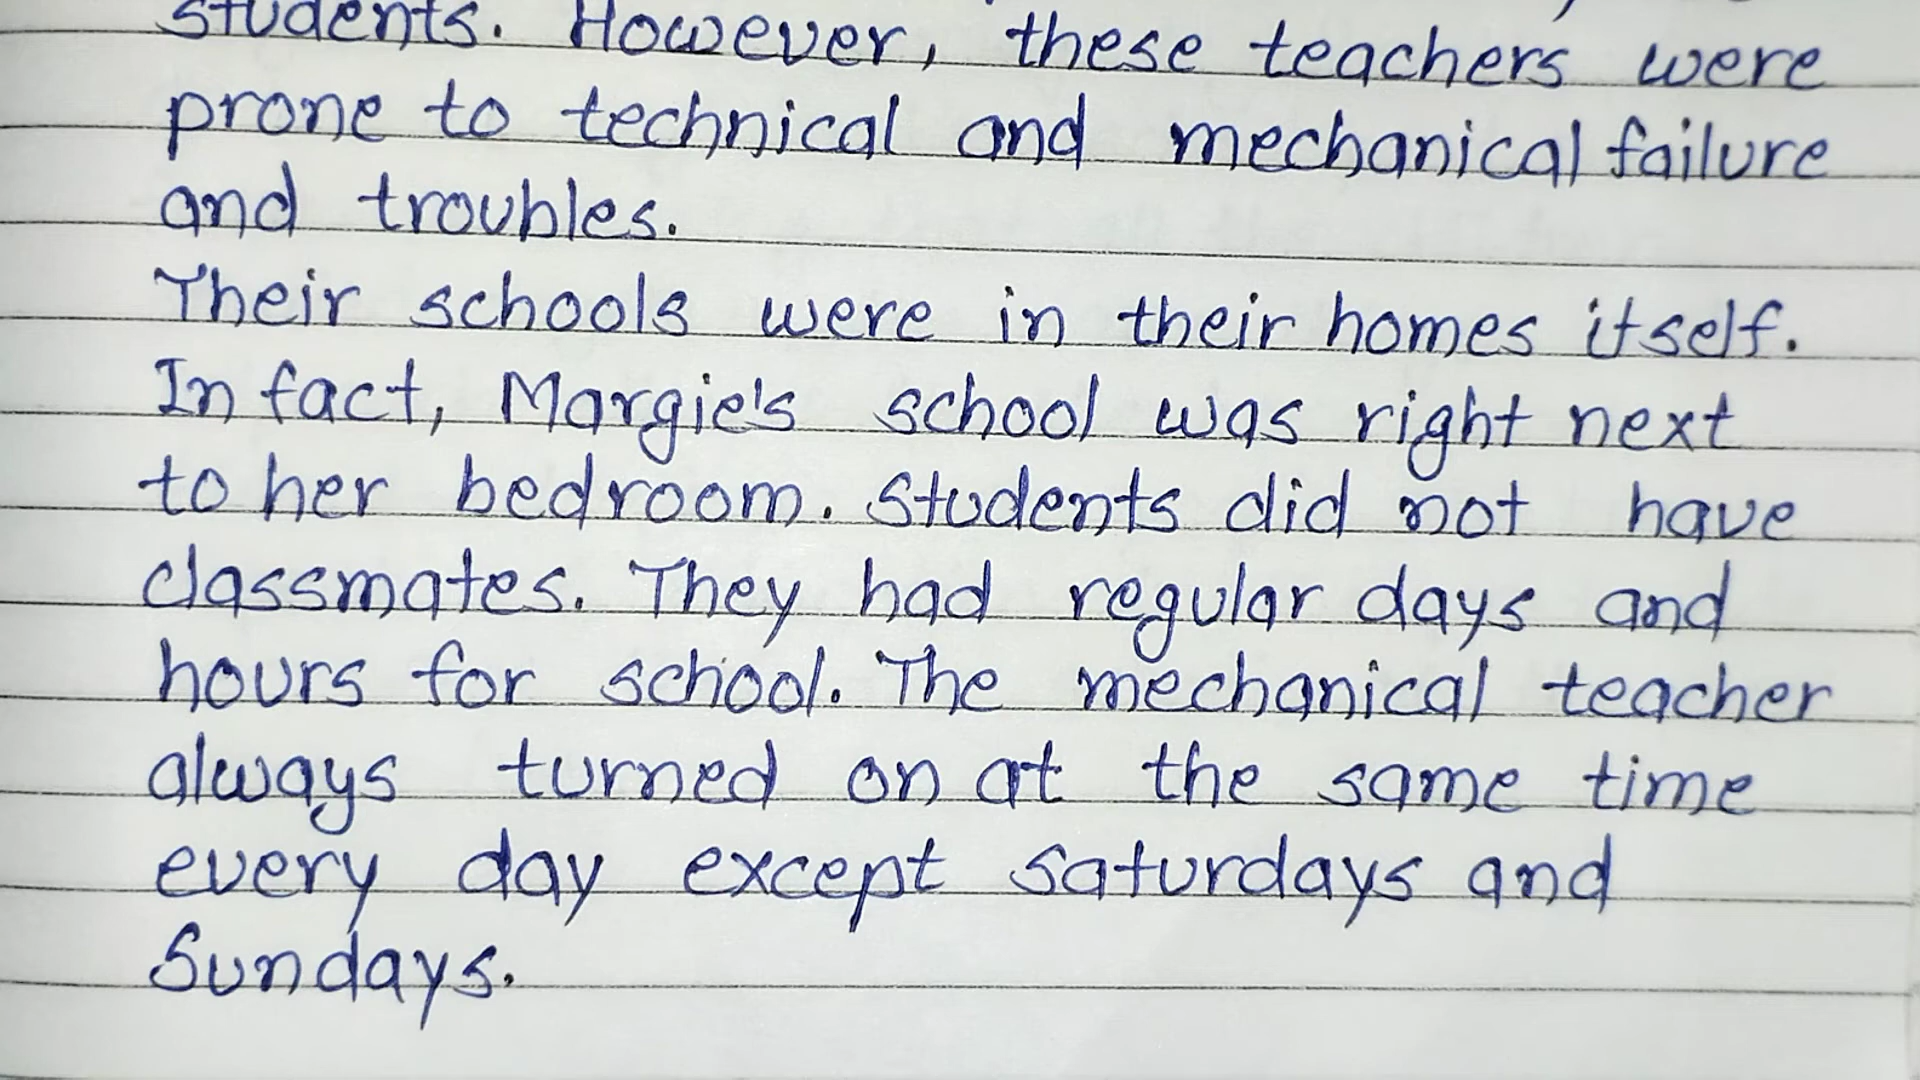 students. However, these teachers were
prone to technical and mechanical failure
and troubles.
Their schools were in their homes itself.
In fact, Margie's school was right next
to her bedroom. Students did not have
classmates. They had regular days and
hours for school. The mechanical teacher
always turned on at the same time
every day except Saturdays and
Sundays.